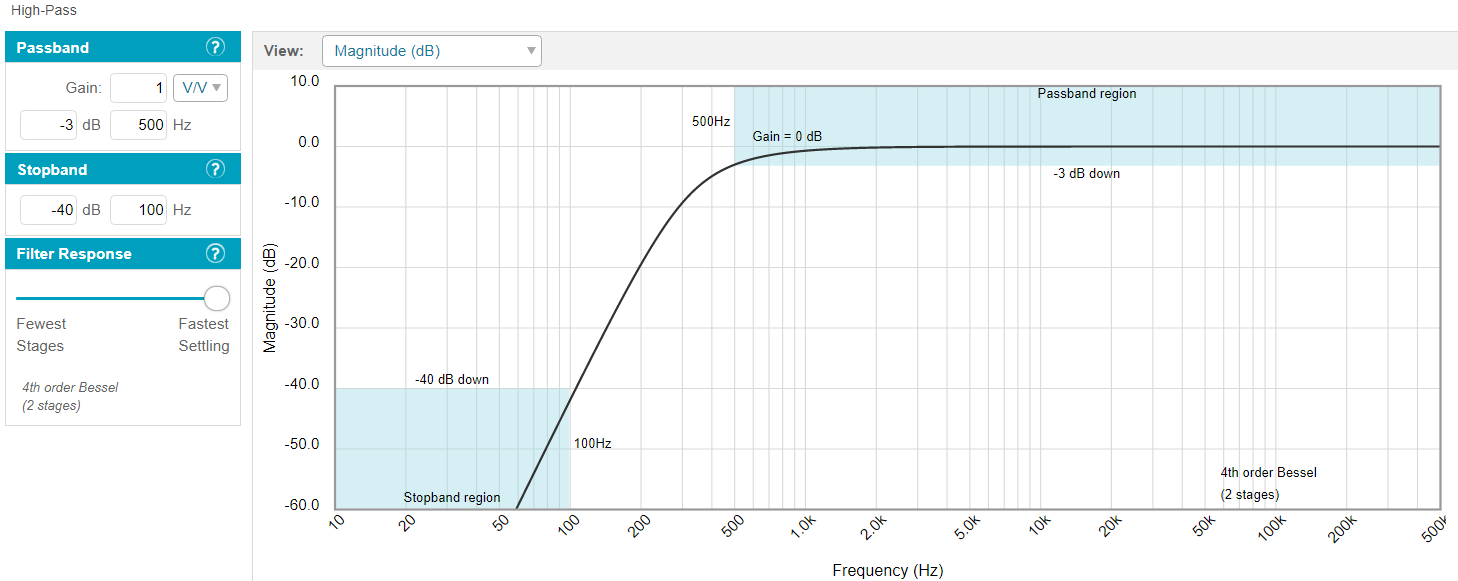 High-Pass
Passband ?
Gain: 1 V/V
-3 dB 500 Hz
Stopband ?
-40 dB 100 Hz
Filter Response ?
Fewest Stages
Fastest Settling
4th order Bessel
(2 stages)
View: Magnitude (dB)
10.0
0.0
-10.0
-20.0
-30.0
-40.0
-50.0
-60.0
Magnitude (dB)
Passband region
500Hz
Gain = 0 dB
-3 dB down
-40 dB down
100Hz
Stopband region
4th order Bessel
(2 stages)
10 20 50 100 200 500 1.0k 2.0k 5.0k 10k 20k 50k 100k 200k 500k
Frequency (Hz)